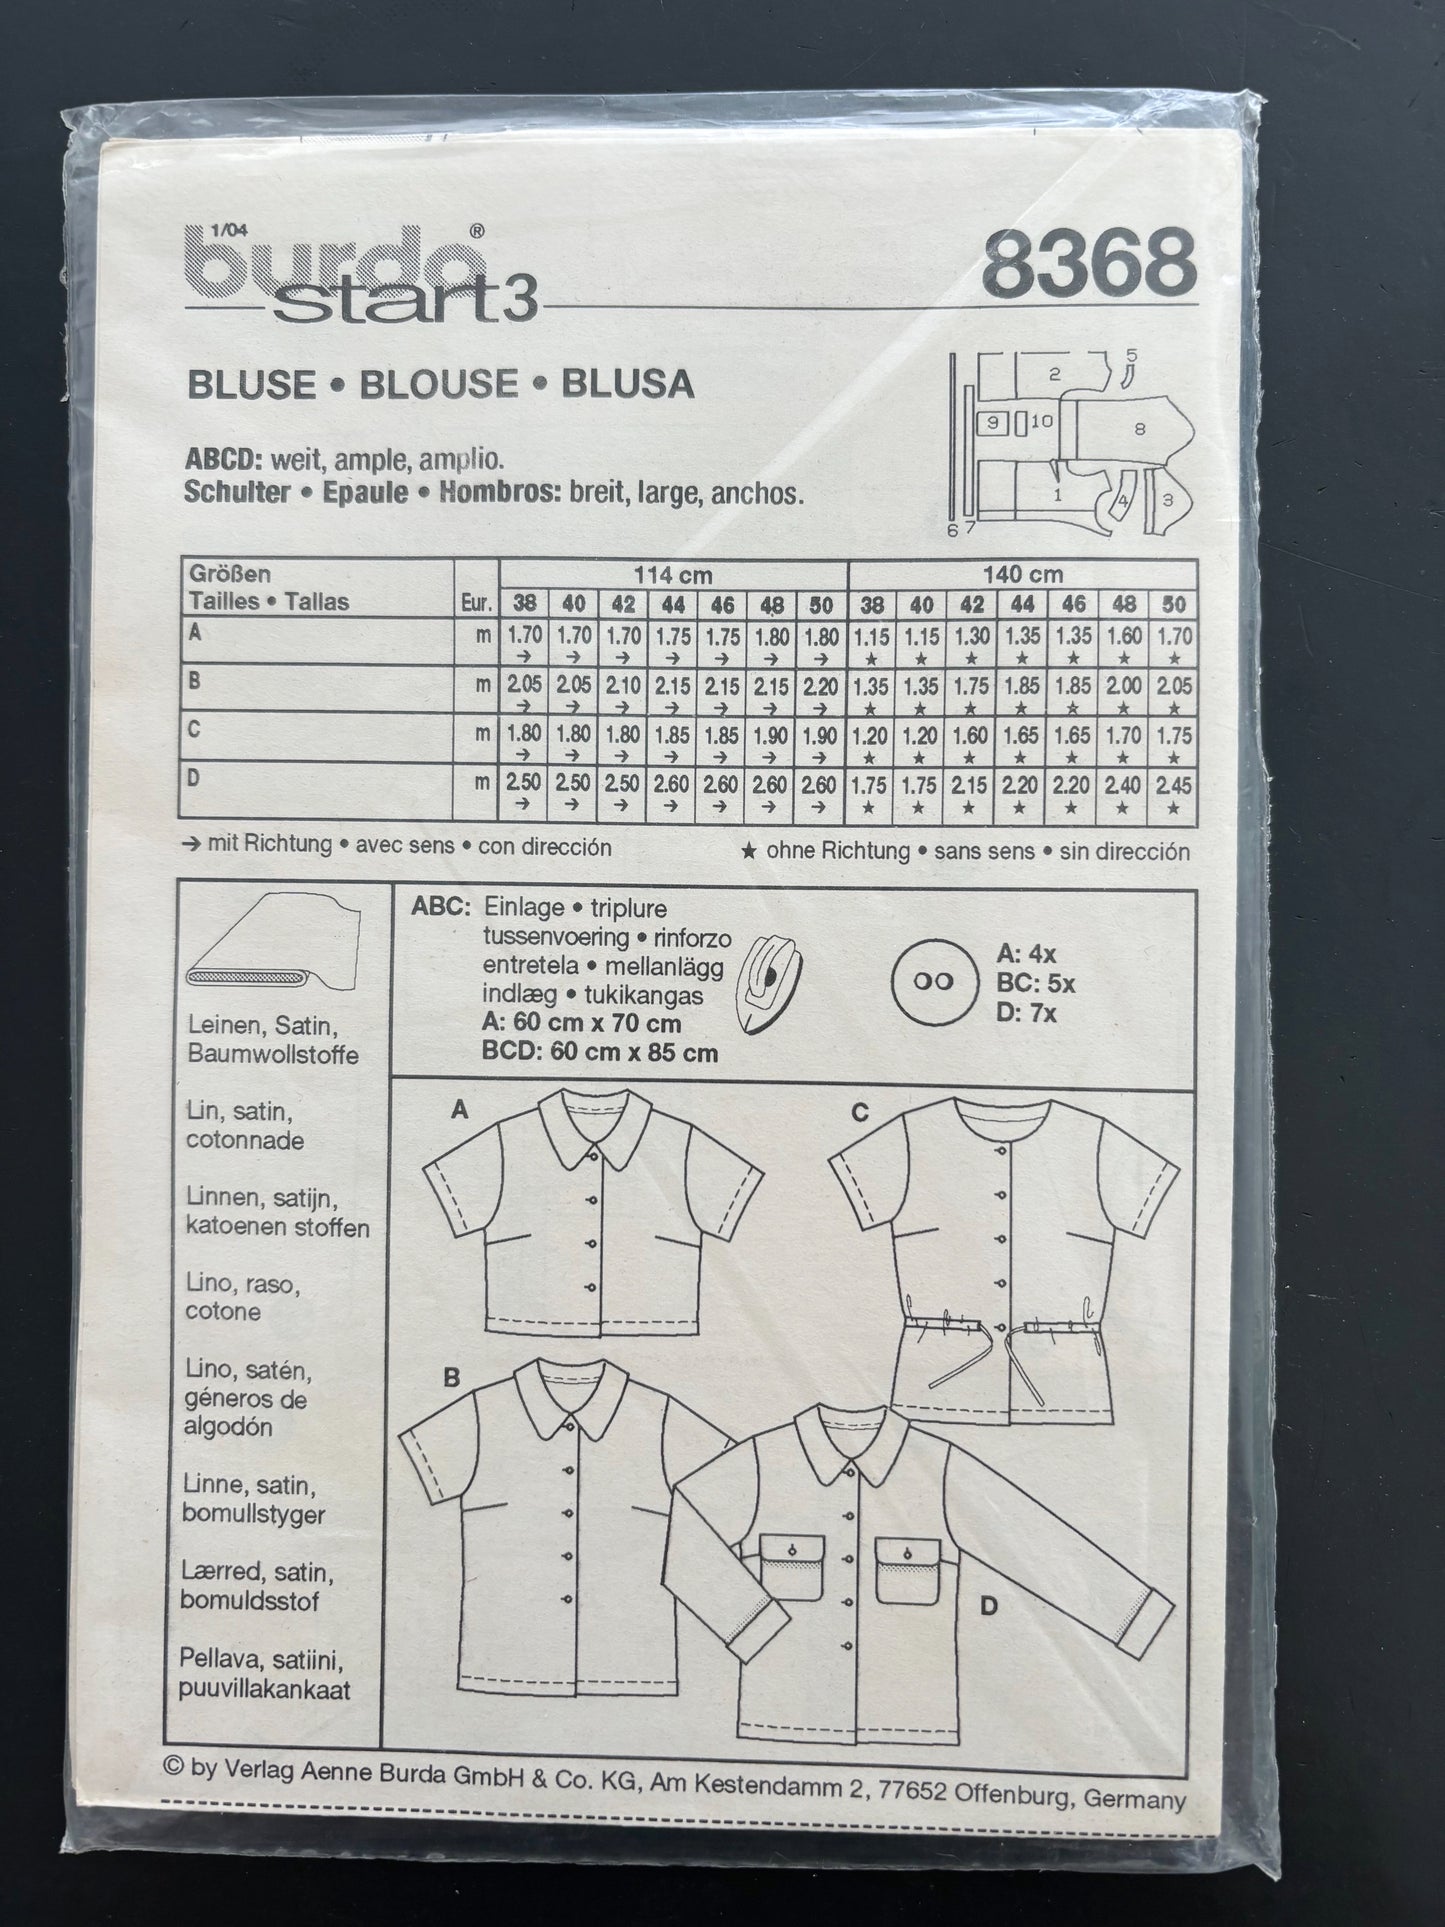 1/04
burda®
start3
8368
BLUSE • BLOUSE • BLUSA
ABCD: weit, ample, amplio.
Schulter • Epaule • Hombros: breit, large, anchos.
2 5
9 10 8
1 4 3
6 7
Größen 114 cm 140 cm
Tailles • Tallas Eur. 38 40 42 44 46 48 50 38 40 42 44 46 48 50
A m 1.70 1.70 1.70 1.75 1.75 1.80 1.80 1.15 1.15 1.30 1.35 1.35 1.60 1.70
→ → → → → → → ★ ★ ★ ★ ★ ★ ★
B m 2.05 2.05 2.10 2.15 2.15 2.15 2.20 1.35 1.35 1.75 1.85 1.85 2.00 2.05
→ → → → → → → ★ ★ ★ ★ ★ ★ ★
C m 1.80 1.80 1.80 1.85 1.85 1.90 1.90 1.20 1.20 1.60 1.65 1.65 1.70 1.75
→ → → → → → → ★ ★ ★ ★ ★ ★ ★
D m 2.50 2.50 2.50 2.60 2.60 2.60 2.60 1.75 1.75 2.15 2.20 2.20 2.40 2.45
→ → → → → → → ★ ★ ★ ★ ★ ★ ★
→ mit Richtung • avec sens • con dirección ★ ohne Richtung • sans sens • sin dirección
Leinen, Satin,
Baumwollstoffe
Lin, satin,
cotonnade
Linnen, satijn,
katoenen stoffen
Lino, raso,
cotone
Lino, satén,
géneros de
algodón
Linne, satin,
bomullstyger
Lærred, satin,
bomuldsstof
Pellava, satiini,
puuvillakankaat
ABC: Einlage • triplure
tussenvoering • rinforzo
entretela • mellanlägg
indlæg • tukikangas
A: 60 cm x 70 cm
BCD: 60 cm x 85 cm
A: 4x
BC: 5x
D: 7x
A
C
B
D
© by Verlag Aenne Burda GmbH & Co. KG, Am Kestendamm 2, 77652 Offenburg, Germany